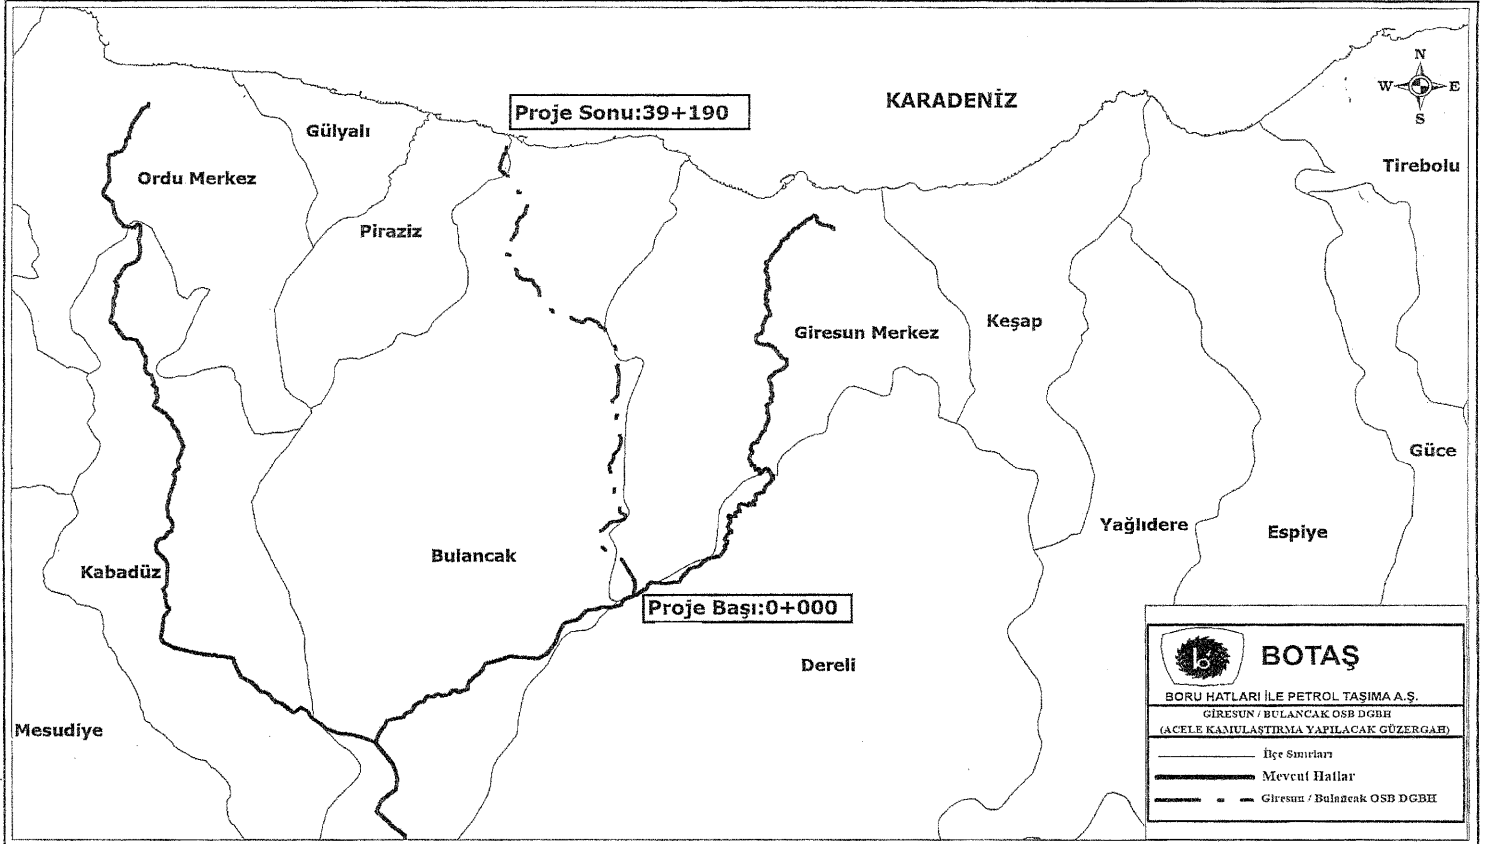 N
W E
S
KARADENİZ
Proje Sonu:39+190
Gülyalı
Ordu Merkez
Tirebolu
Piraziz
Giresun Merkez
Keşap
Güce
Yağlıdere
Espiye
Bulancak
Kabadüz
Proje Başı:0+000
Dereli
Mesudiye
BOTAŞ
BORU HATLARI İLE PETROL TAŞIMA A.Ş.
GİRESUN / BULANCAK OSB DGBH
(ACELE KAMULAŞTIRMA YAPILACAK GÜZERGAH)
İlçe Sınırları
Mevcut Hatlar
Giresun / Bulancak OSB DGBH